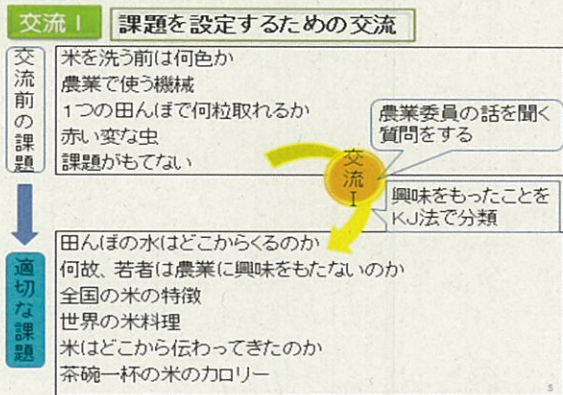 交流Ⅰ 課題を設定するための交流
交流前の課題
米を洗う前は何色か
農業で使う機械
1つの田んぼで何粒取れるか
赤い変な虫
課題がもてない
農業委員の話を聞く
質問をする
交流Ⅰ
興味をもったことを
KJ法で分類
適切な課題
田んぼの水はどこからくるのか
何故、若者は農業に興味をもたないのか
全国の米の特徴
世界の米料理
米はどこから伝わってきたのか
茶碗一杯の米のカロリー
5